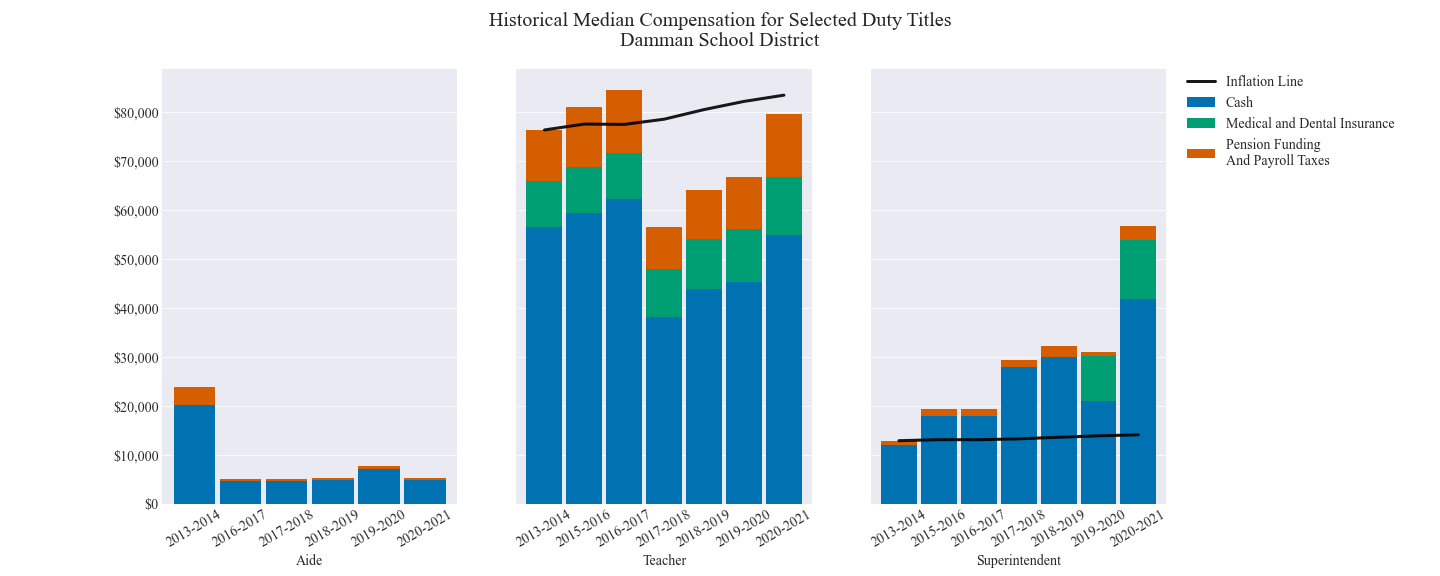 Historical Median Compensation for Selected Duty Titles
Damman School District
Inflation Line
Cash
Medical and Dental Insurance
Pension Funding
And Payroll Taxes
$80,000
$70,000
$60,000
$50,000
$40,000
$30,000
$20,000
$10,000
$0
2013-2014
2016-2017
2017-2018
2018-2019
2019-2020
2020-2021
Aide
2013-2014
2015-2016
2016-2017
2017-2018
2018-2019
2019-2020
2020-2021
Teacher
2013-2014
2015-2016
2016-2017
2017-2018
2018-2019
2019-2020
2020-2021
Superintendent